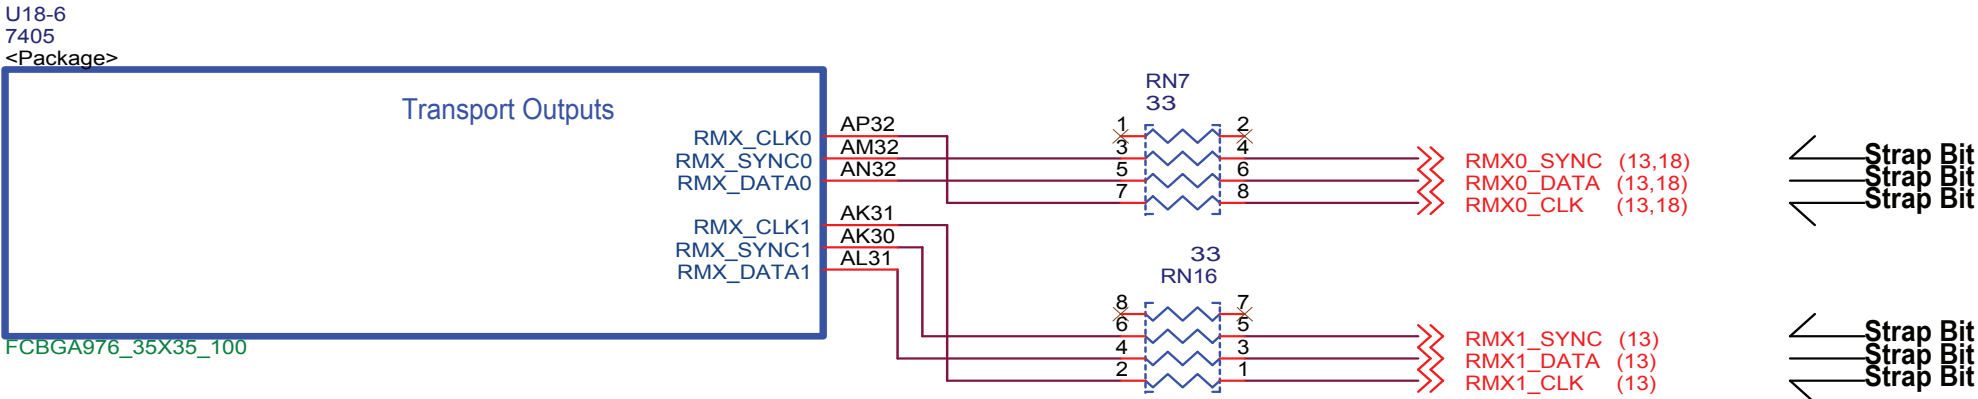 U18-6
7405
<Package>
Transport Outputs
RMX_CLK0 AP32
RMX_SYNC0 AM32
RMX_DATA0 AN32
RMX_CLK1 AK31
RMX_SYNC1 AK30
RMX_DATA1 AL31
FCBGA976_35X35_100
RN7
33
1 2
3 4
5 6
7 8
RMX0_SYNC (13,18) Strap Bit
RMX0_DATA (13,18) Strap Bit
RMX0_CLK (13,18) Strap Bit
33
RN16
8 7
6 5
4 3
2 1
RMX1_SYNC (13) Strap Bit
RMX1_DATA (13) Strap Bit
RMX1_CLK (13) Strap Bit